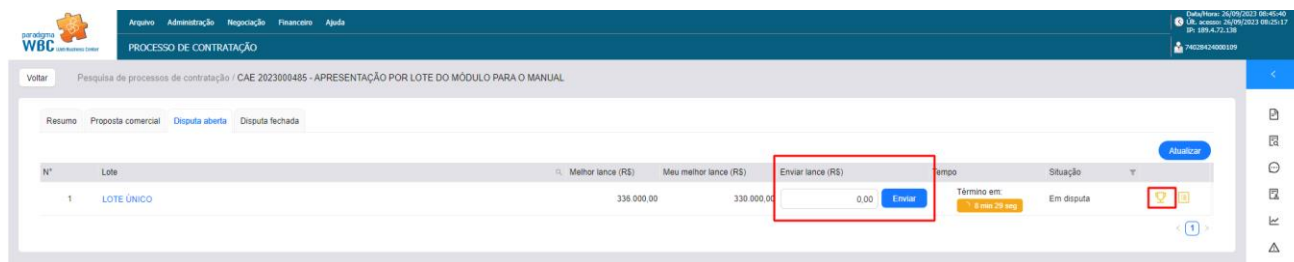 Arquivo Administração Negociação Financeiro Ajuda
Data/Hora: 26/09/2023 08:45:40
Últ. acesso: 26/09/2023 08:25:17
IP: 189.4.72.138
paradigma
WBC
PROCESSO DE CONTRATAÇÃO
74028424000109
Voltar Pesquisa de processos de contratação / CAE 2023000485 - APRESENTAÇÃO POR LOTE DO MÓDULO PARA O MANUAL
Resumo Proposta comercial Disputa aberta Disputa fechada
Atualizar
N° Lote Melhor lance (R$) Meu melhor lance (R$) Enviar lance (R$) Tempo Situação
1 LOTE ÚNICO 336.000,00 330.000,00 0,00 Enviar Término em: Em disputa
8 min 29 seg
< 1 >